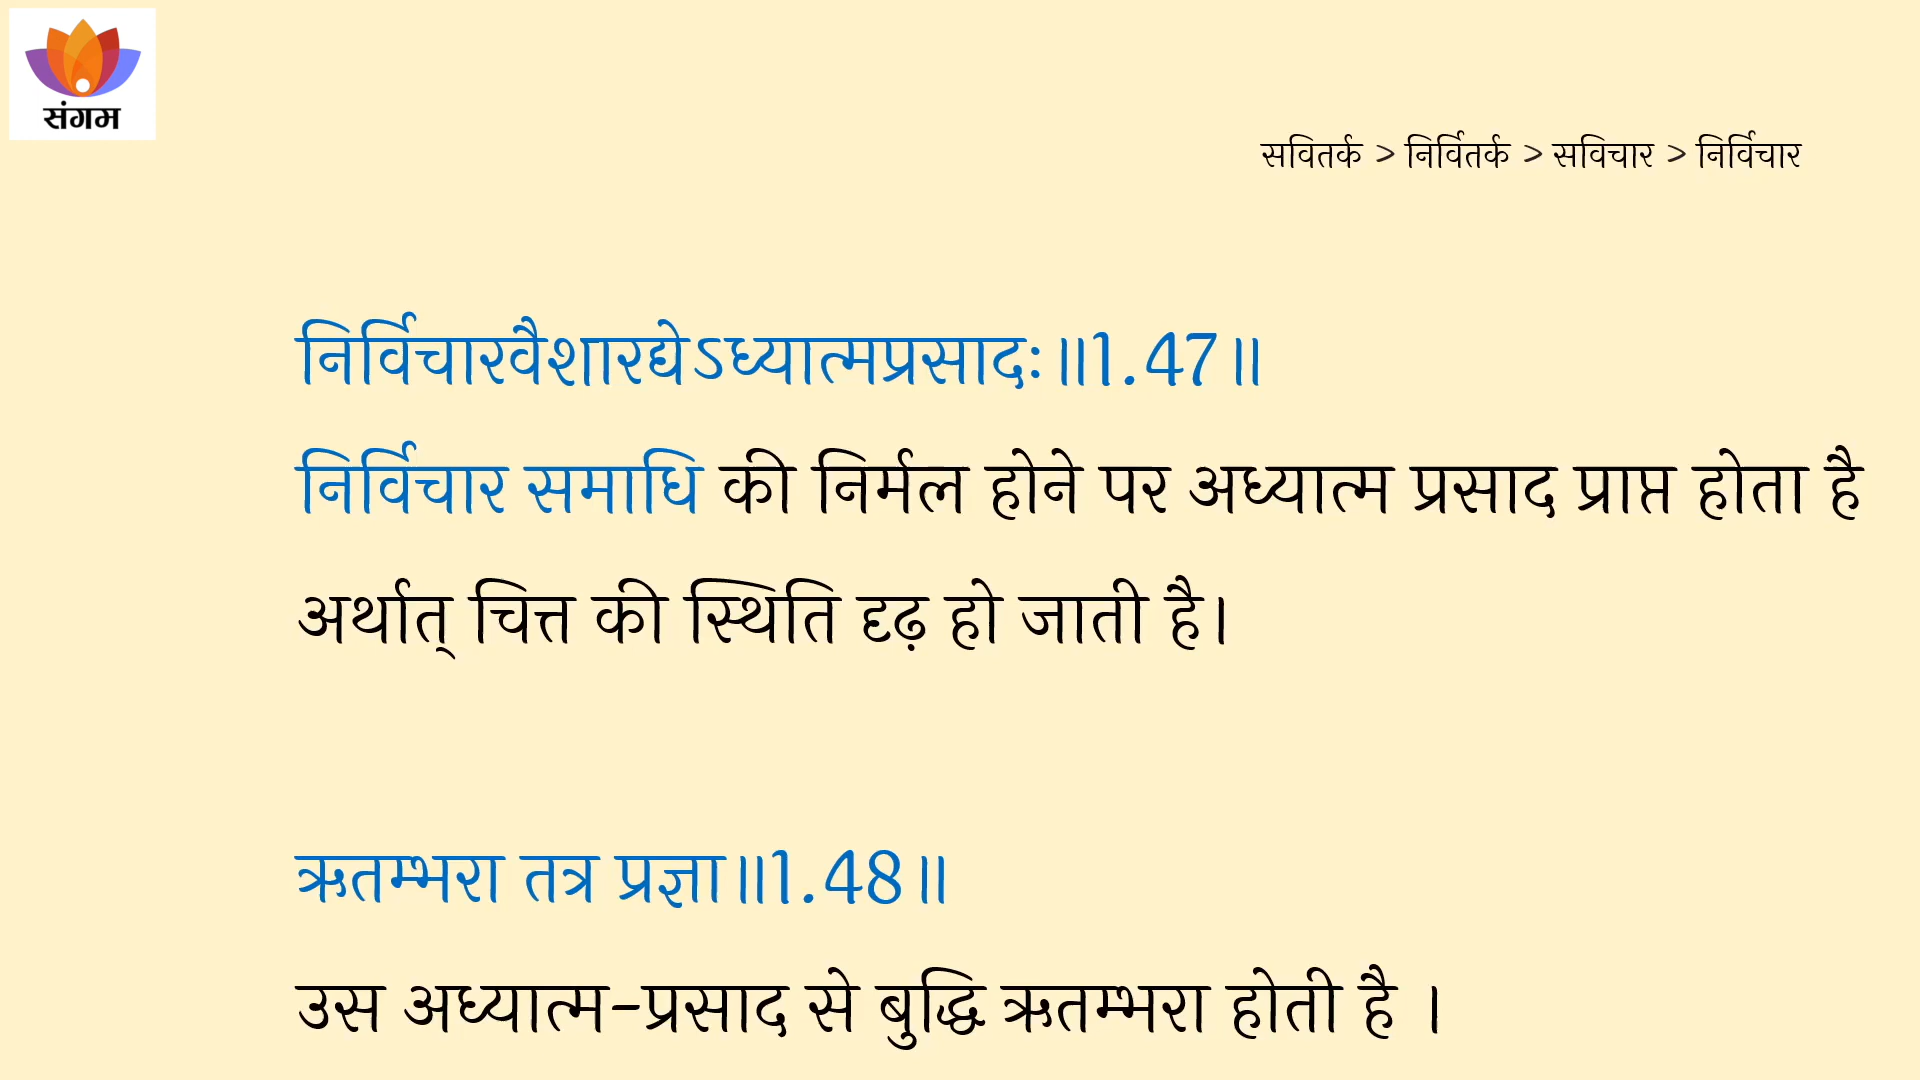 संगम
सवितर्क > निर्वितर्क > सविचार > निर्विचार
निर्विचारवैशारद्येऽध्यात्मप्रसादः॥1.47॥
निर्विचार समाधि की निर्मल होने पर अध्यात्म प्रसाद प्राप्त होता है
अर्थात् चित्त की स्थिति दृढ़ हो जाती है।
ऋतम्भरा तत्र प्रज्ञा॥1.48॥
उस अध्यात्म-प्रसाद से बुद्धि ऋतम्भरा होती है ।